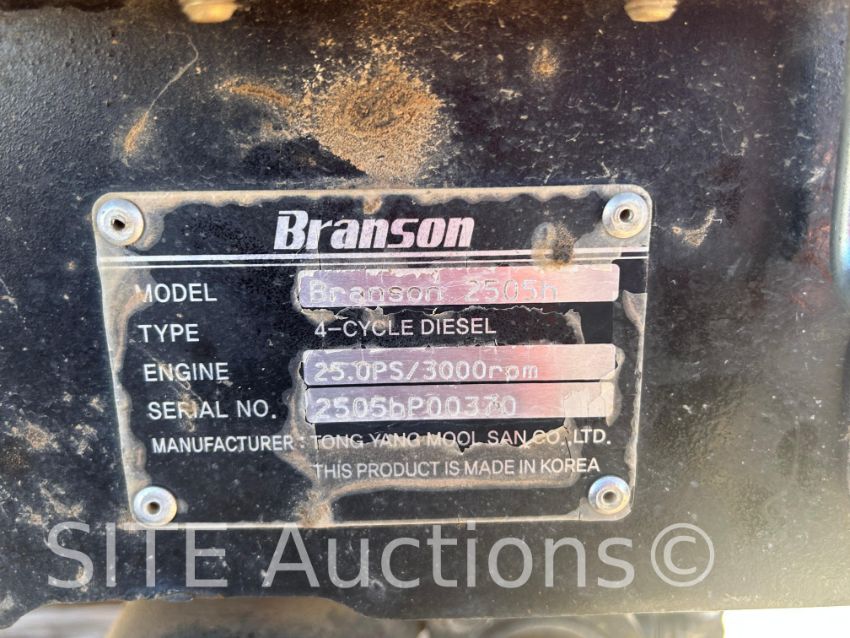 Branson
MODEL Branson 2505h
TYPE 4-CYCLE DIESEL
ENGINE 25.0PS/3000rpm
SERIAL NO. 2505bP00370
MANUFACTURER: TONG YANG MOOL SAN CO., LTD.
THIS PRODUCT IS MADE IN KOREA
SITE Auctions©